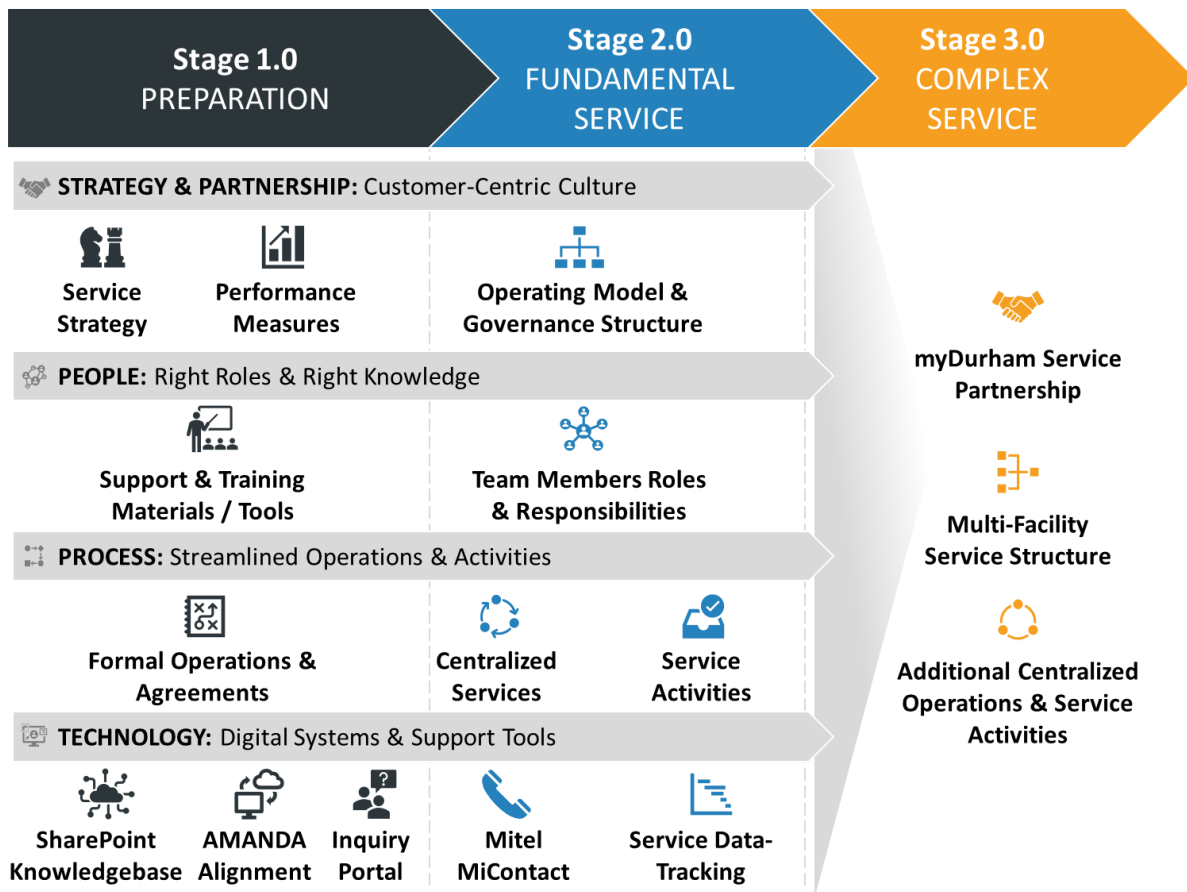 Stage 1.0
PREPARATION
Stage 2.0
FUNDAMENTAL
SERVICE
Stage 3.0
COMPLEX
SERVICE
STRATEGY & PARTNERSHIP: Customer-Centric Culture
Service
Strategy
Performance
Measures
Operating Model &
Governance Structure
PEOPLE: Right Roles & Right Knowledge
Support & Training
Materials / Tools
Team Members Roles
& Responsibilities
PROCESS: Streamlined Operations & Activities
Formal Operations &
Agreements
Centralized
Services
Service
Activities
TECHNOLOGY: Digital Systems & Support Tools
SharePoint
Knowledgebase
AMANDA
Alignment
?
Inquiry
Portal
Mitel
MiContact
Service Data-
Tracking
myDurham Service
Partnership
Multi-Facility
Service Structure
Additional Centralized
Operations & Service
Activities